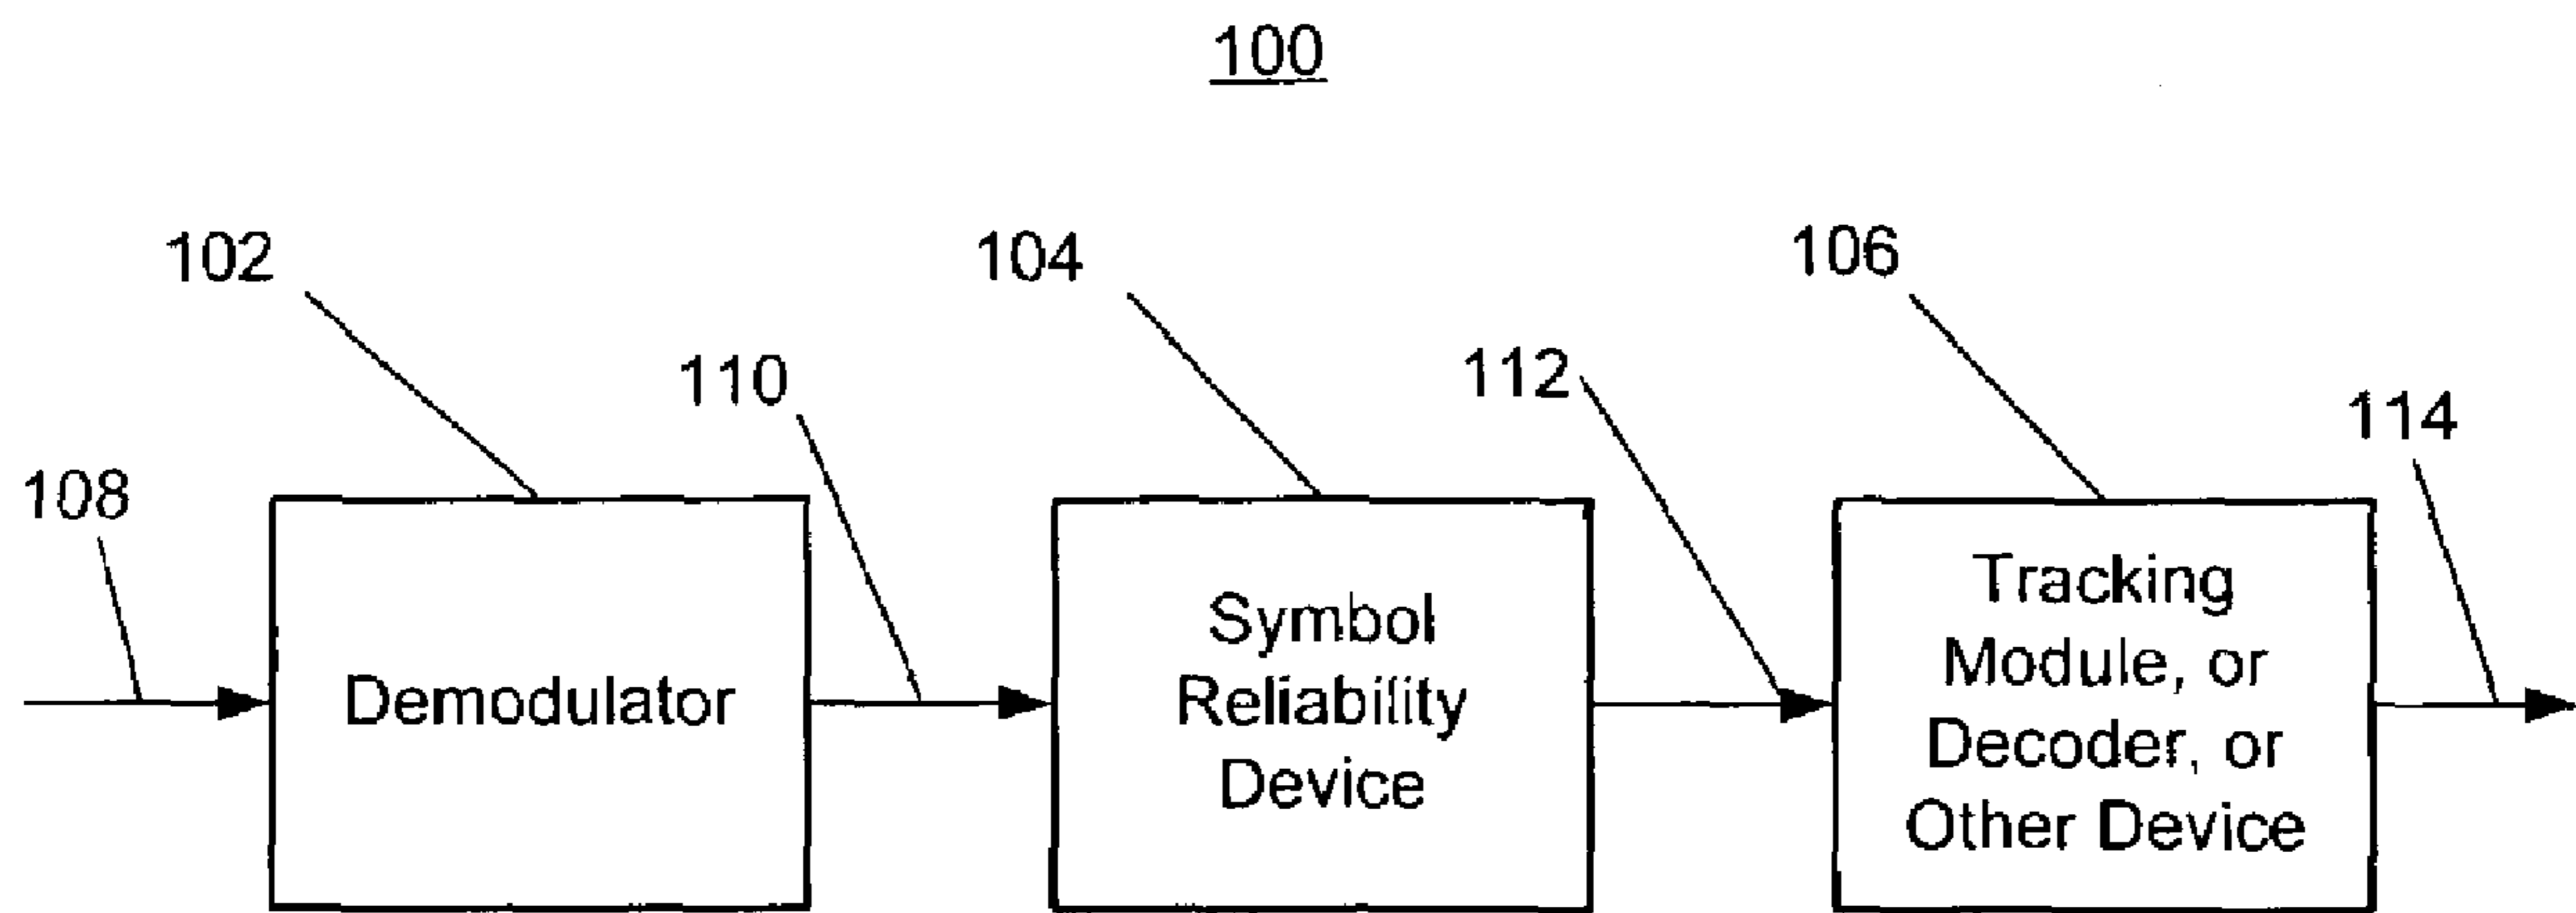 100
102
104
106
110
112
114
108
Demodulator
Symbol
Reliability
Device
Tracking
Module, or
Decoder, or
Other Device